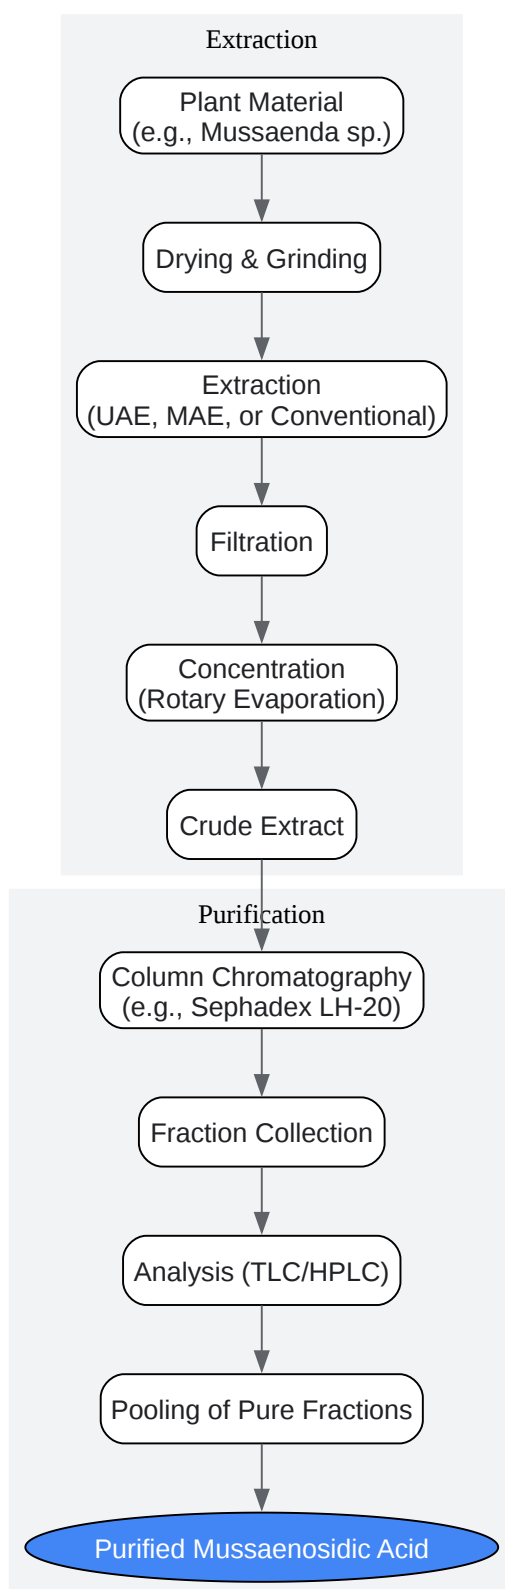 Extraction
Plant Material
(e.g., Mussaenda sp.)
Drying & Grinding
Extraction
(UAE, MAE, or Conventional)
Filtration
Concentration
(Rotary Evaporation)
Crude Extract
Purification
Column Chromatography
(e.g., Sephadex LH-20)
Fraction Collection
Analysis (TLC/HPLC)
Pooling of Pure Fractions
Purified Mussaenosidic Acid